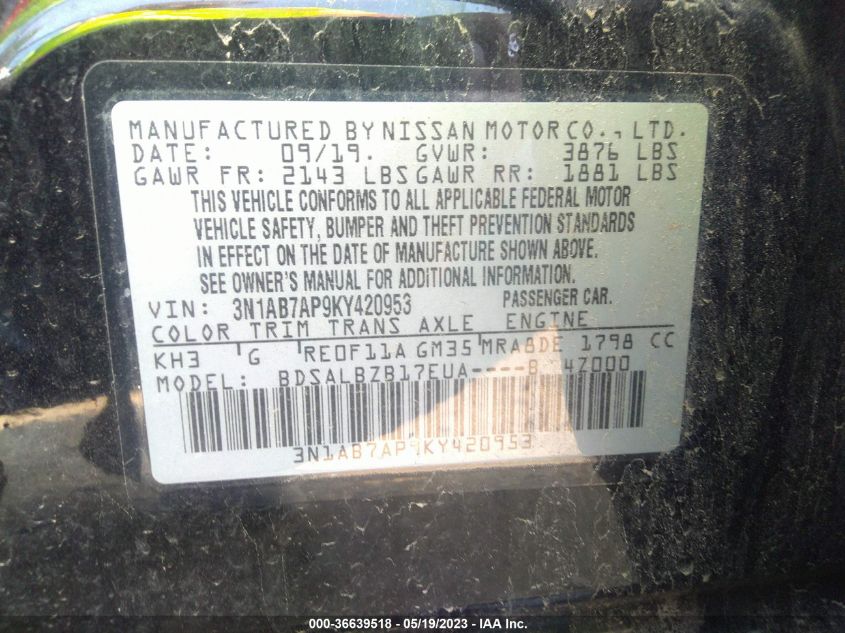 MANUFACTURED BY NISSAN MOTOR CO., LTD.
DATE: 09/19. GVWR: 3876 LBS
GAWR FR: 2143 LBS GAWR RR: 1881 LBS
THIS VEHICLE CONFORMS TO ALL APPLICABLE FEDERAL MOTOR
VEHICLE SAFETY, BUMPER AND THEFT PREVENTION STANDARDS
IN EFFECT ON THE DATE OF MANUFACTURE SHOWN ABOVE.
SEE OWNER'S MANUAL FOR ADDITIONAL INFORMATION.
VIN: 3N1AB7AP9KY420953 PASSENGER CAR.
COLOR TRIM TRANS AXLE ENGINE
KH3 G RE0F11A GM35 MRA8DE 1798 CC
MODEL: BDSALBZB17EUA----B 4Z000
3N1AB7AP9KY420953
000-36639518 - 05/19/2023 - IAA Inc.